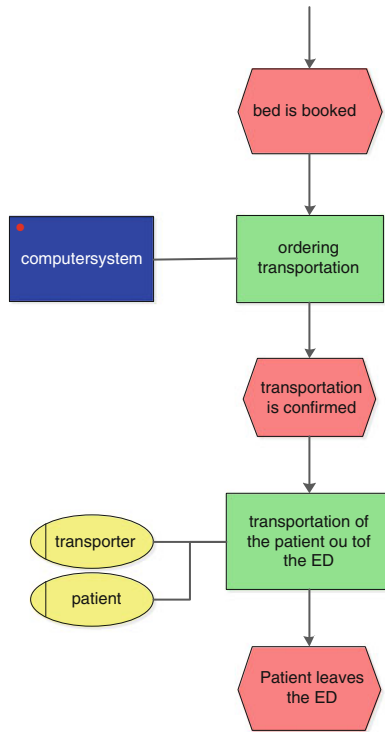 bed is booked
computersystem
ordering
transportation
transportation
is confirmed
transporter
patient
transportation of
the patient ou tof
the ED
Patient leaves
the ED